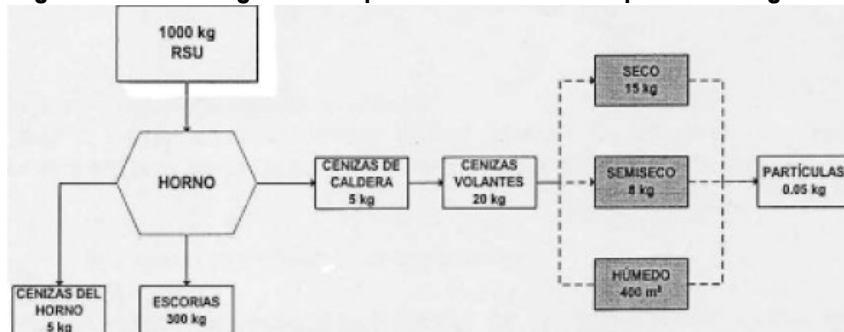 1000 kg
RSU
SECO
15 kg
HORNO
CENIZAS DE
CALDERA
5 kg
CENIZAS
VOLANTES
20 kg
SEMISECO
8 kg
PARTÍCULAS
0.05 kg
HÚMEDO
400 m³
CENIZAS DEL
HORNO
5 kg
ESCORIAS
300 kg